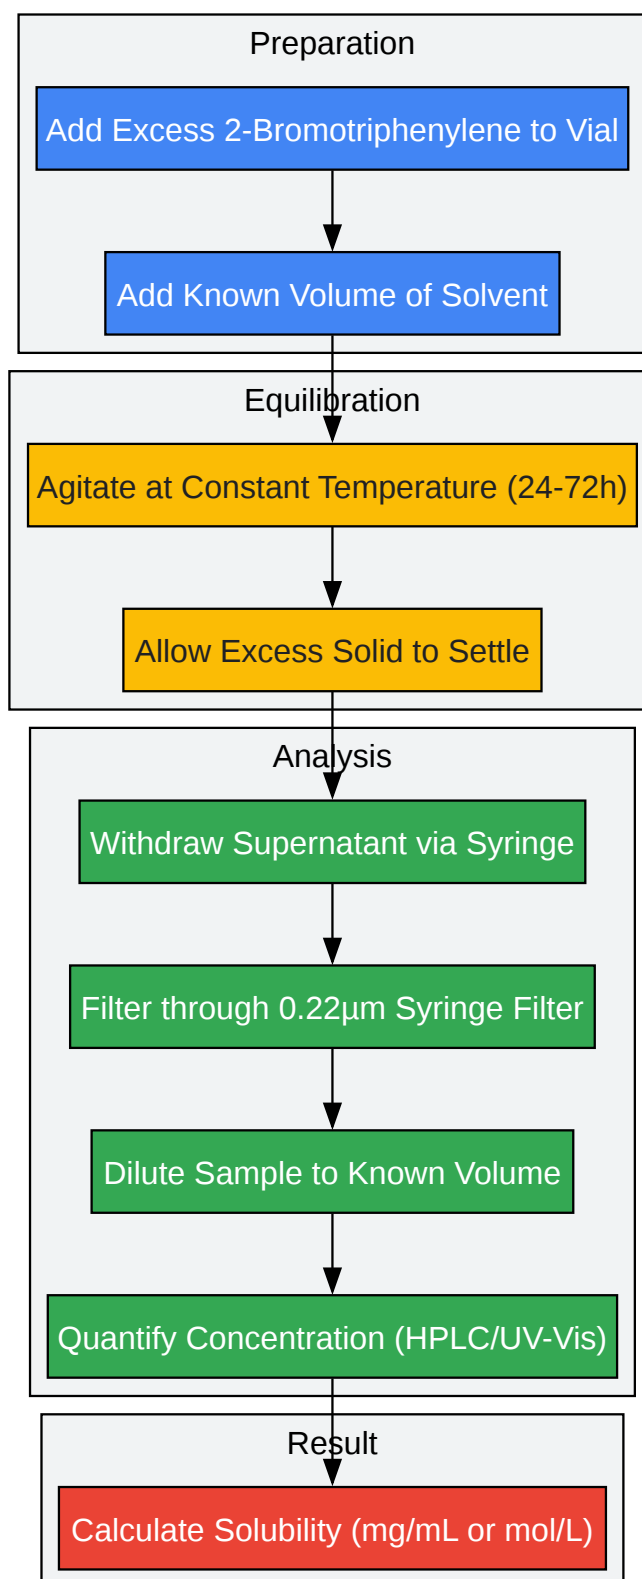 Preparation
Add Excess 2-Bromotriphenylene to Vial
Add Known Volume of Solvent
Equilibration
Agitate at Constant Temperature (24-72h)
Allow Excess Solid to Settle
Analysis
Withdraw Supernatant via Syringe
Filter through 0.22µm Syringe Filter
Dilute Sample to Known Volume
Quantify Concentration (HPLC/UV-Vis)
Result
Calculate Solubility (mg/mL or mol/L)